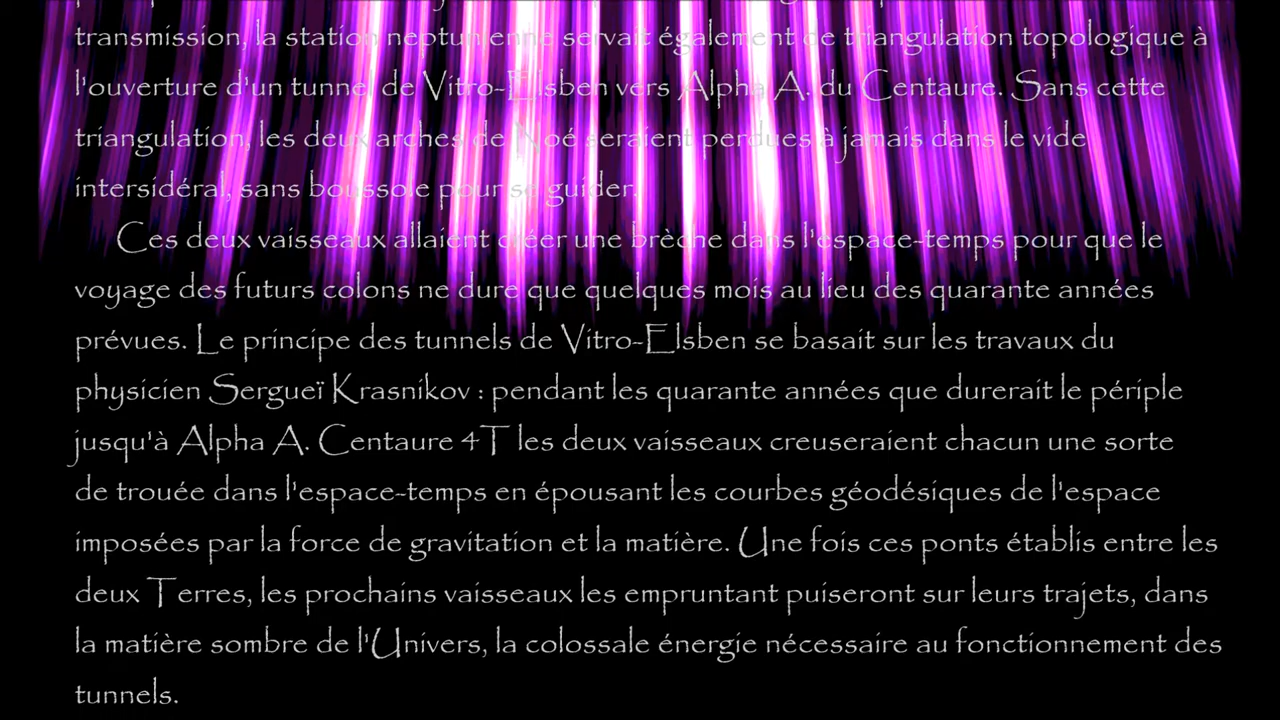 transmission, la station neptunienne servait également de triangulation topologique à
l'ouverture d'un tunnel de Vitro-Elsben vers Alpha A. du Centaure. Sans cette
triangulation, les deux arches de Noé seraient perdues à jamais dans le vide
intersidéral, sans boussole pour se guider.
Ces deux vaisseaux allaient créer une brèche dans l'espace-temps pour que le
voyage des futurs colons ne dure que quelques mois au lieu des quarante années
prévues. Le principe des tunnels de Vitro-Elsben se basait sur les travaux du
physicien Sergueï Krasnikov : pendant les quarante années que durerait le périple
jusqu'à Alpha A. Centaure 4T les deux vaisseaux creuseraient chacun une sorte
de trouée dans l'espace-temps en épousant les courbes géodésiques de l'espace
imposées par la force de gravitation et la matière. Une fois ces ponts établis entre les
deux Terres, les prochains vaisseaux les empruntant puiseront sur leurs trajets, dans
la matière sombre de l'Univers, la colossale énergie nécessaire au fonctionnement des
tunnels.